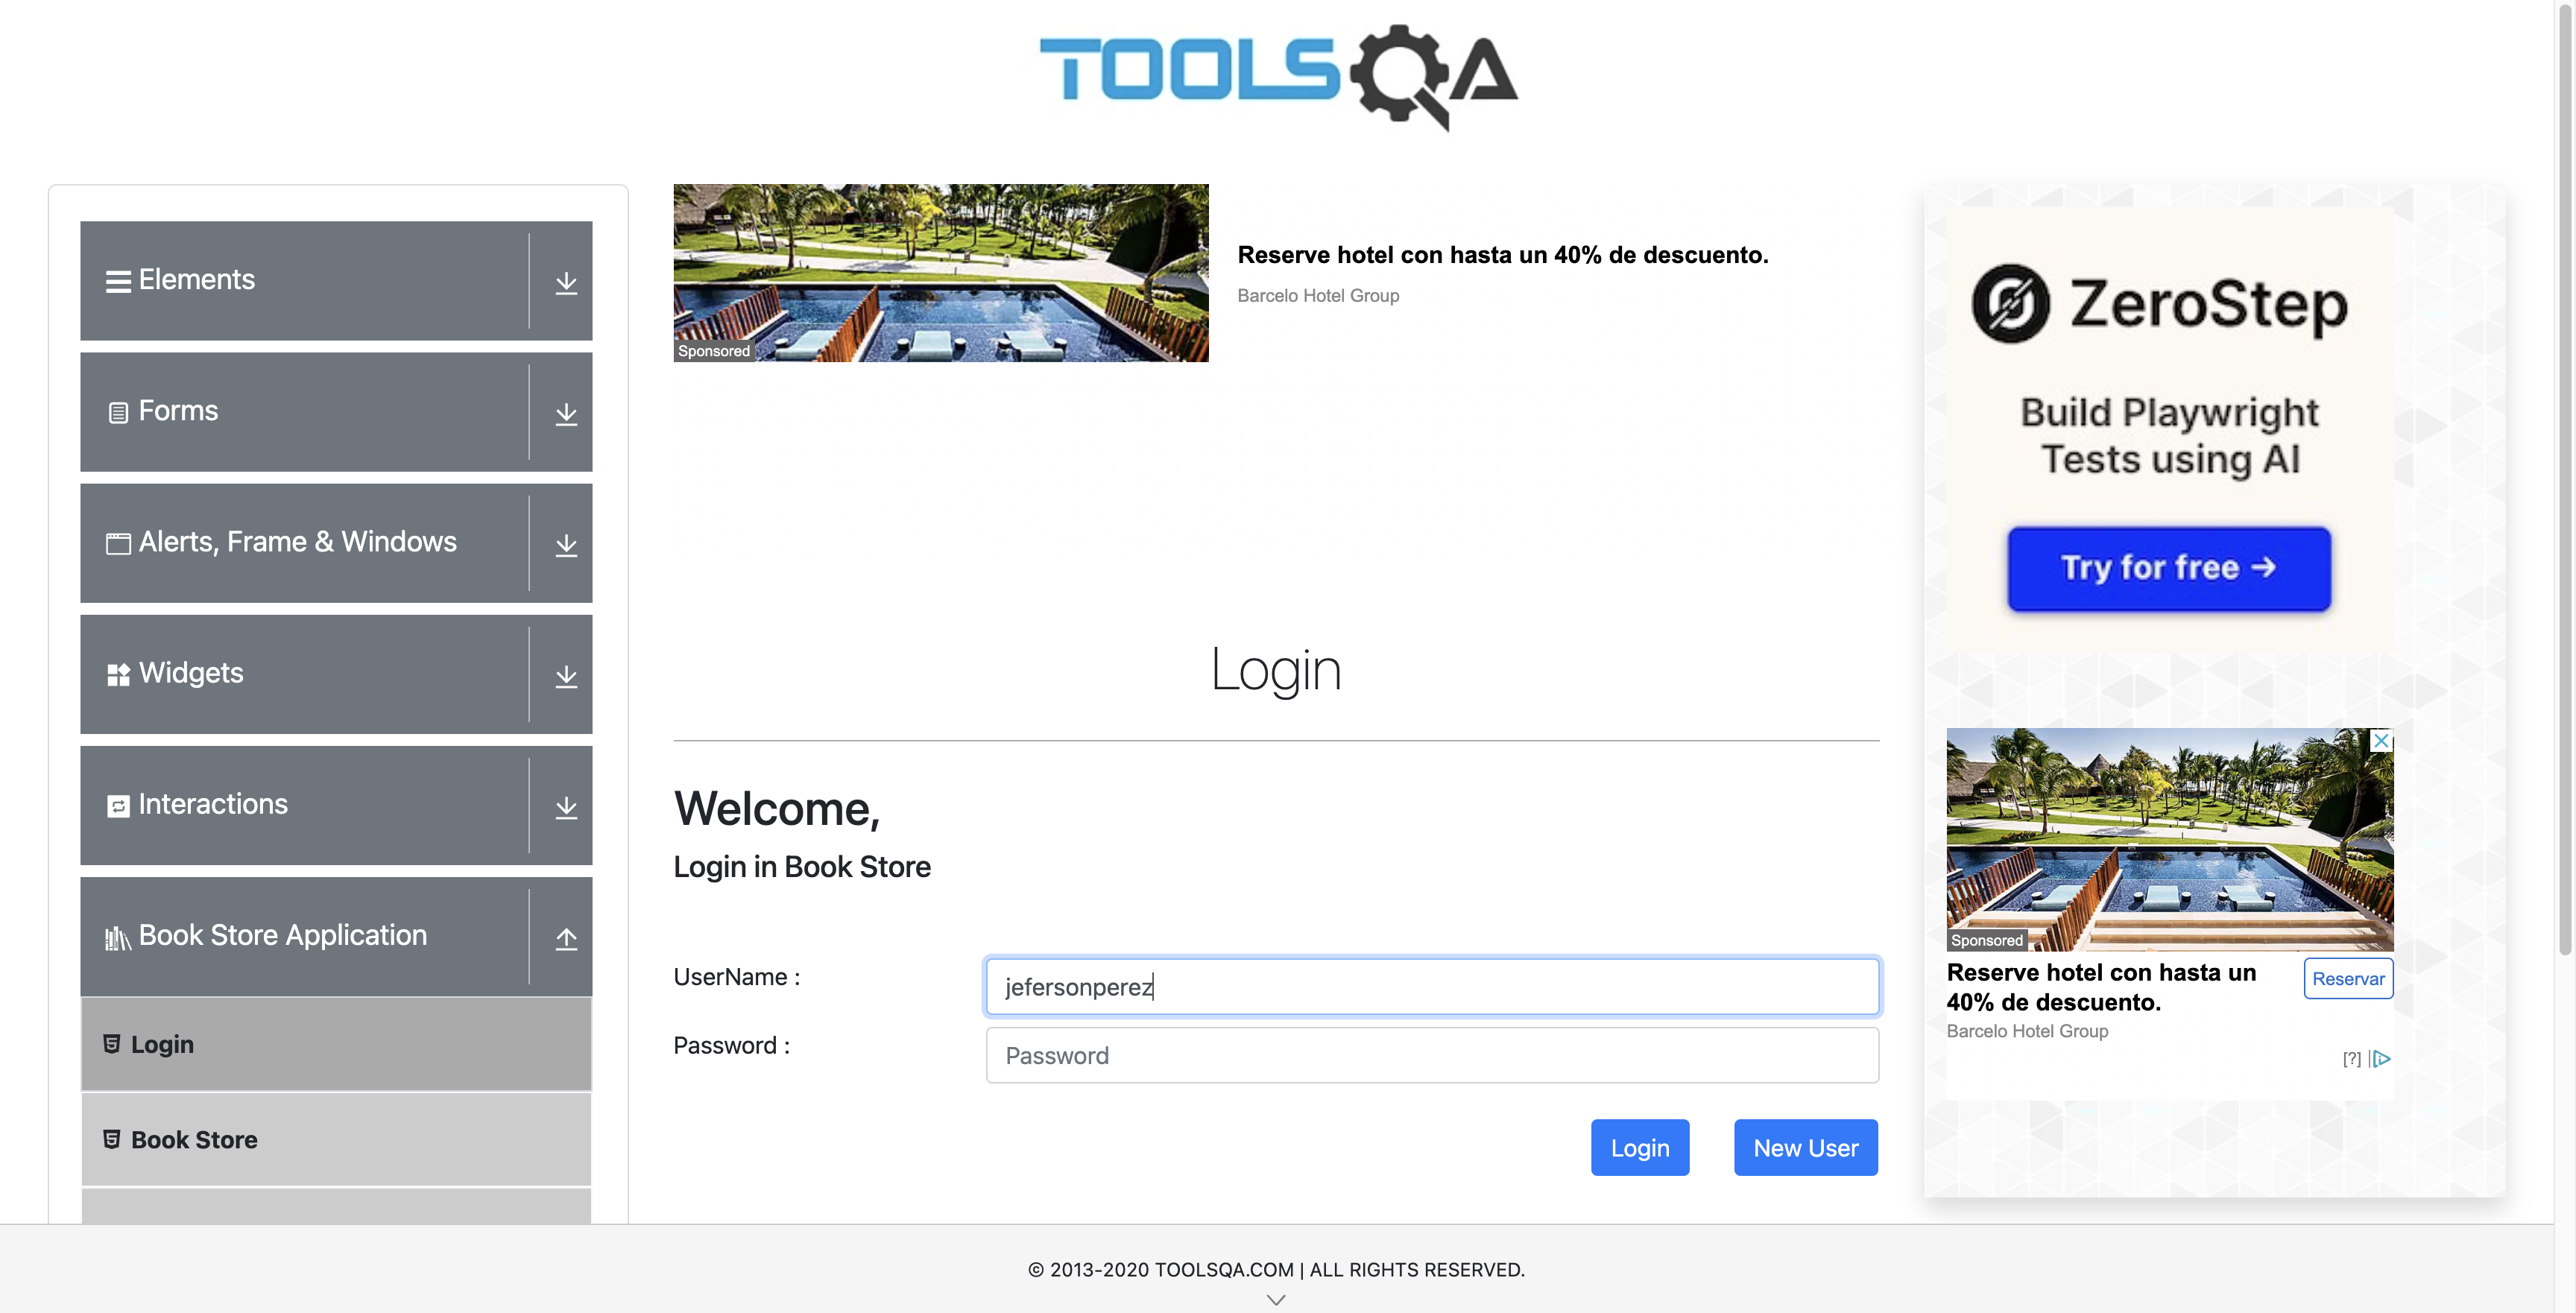 TOOLSQA
Elements
Forms
Alerts, Frame & Windows
Widgets
Interactions
Book Store Application
Login
Book Store
Sponsored
Reserve hotel con hasta un 40% de descuento.
Barcelo Hotel Group
Login
Welcome,
Login in Book Store
UserName :
jefersonperez
Password :
Password
Login
New User
ZeroStep
Build Playwright
Tests using AI
Try for free →
Sponsored
Reserve hotel con hasta un
40% de descuento.
Reservar
Barcelo Hotel Group
[?]
© 2013-2020 TOOLSQA.COM | ALL RIGHTS RESERVED.